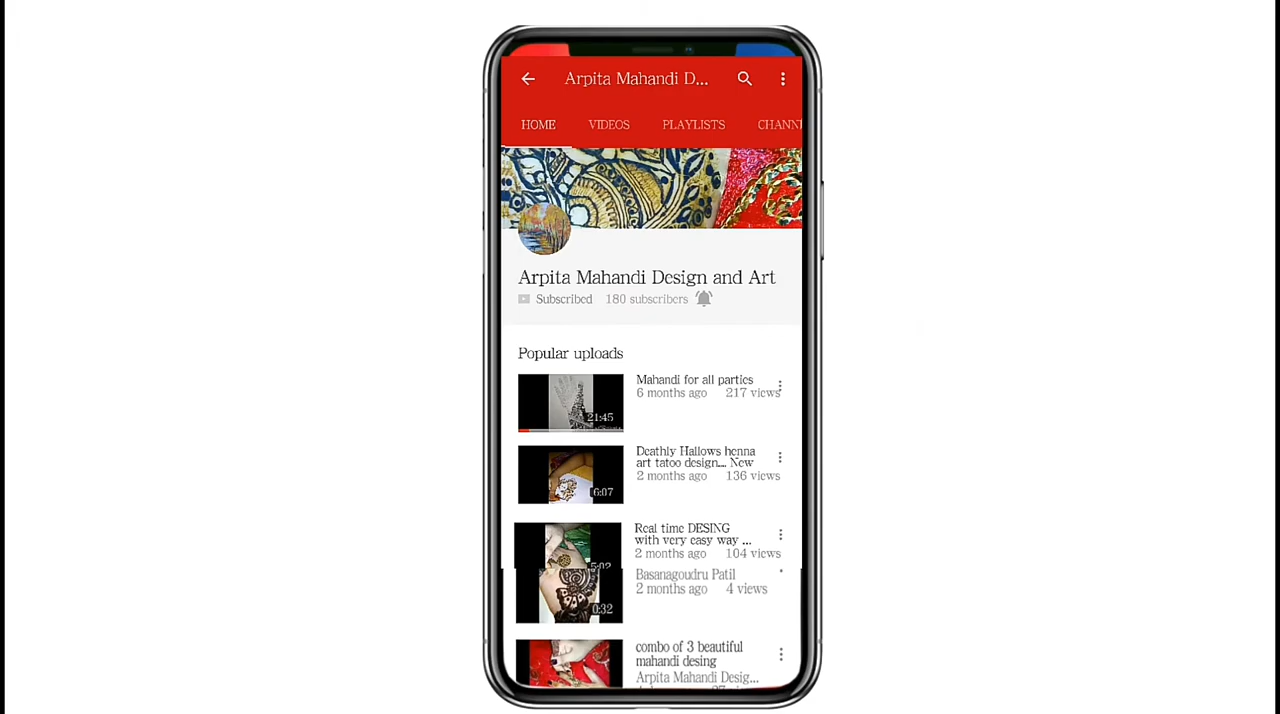 Arpita Mahandi D...
HOME VIDEOS PLAYLISTS CHANN
Arpita Mahandi Design and Art
Subscribed 180 subscribers
Popular uploads
21:45
Mahandi for all parties
6 months ago 217 views
6:07
Deathly Hallows henna
art tatoo design.... New
2 months ago 136 views
5:02
Real time DESING
with very easy way ...
2 months ago 104 views
0:32
Basanagoudru Patil
2 months ago 4 views
combo of 3 beautiful
mahandi desing
Arpita Mahandi Desig...